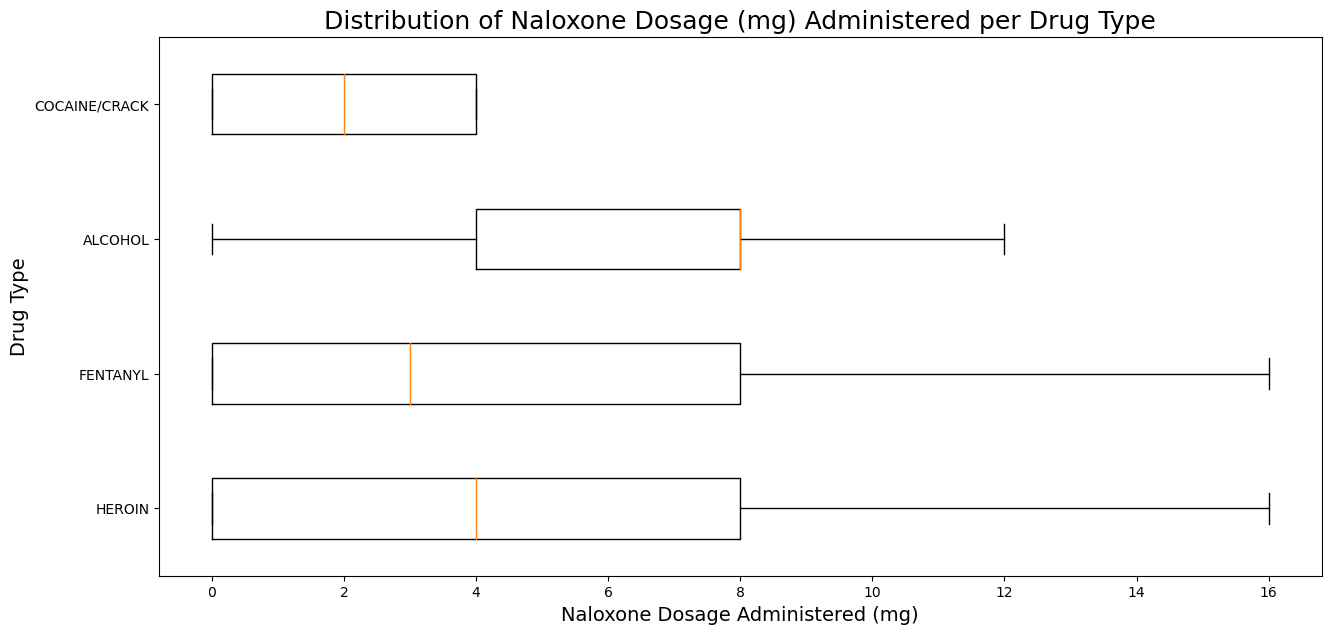 Distribution of Naloxone Dosage (mg) Administered per Drug Type
COCAINE/CRACK
ALCOHOL
FENTANYL
HEROIN
Drug Type
0 2 4 6 8 10 12 14 16
Naloxone Dosage Administered (mg)